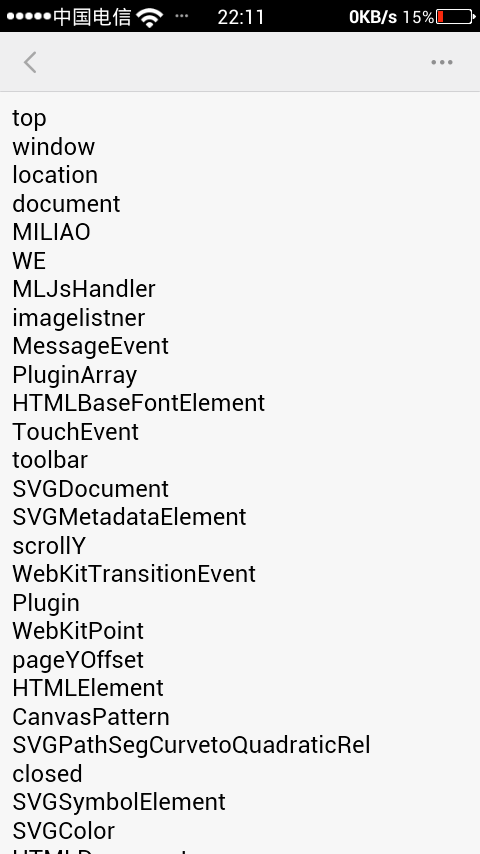 中国电信 ... 22:11 0KB/s 15%
top
window
location
document
MILIAO
WE
MLJsHandler
imagelistner
MessageEvent
PluginArray
HTMLBaseFontElement
TouchEvent
toolbar
SVGDocument
SVGMetadataElement
scrollY
WebKitTransitionEvent
Plugin
WebKitPoint
pageYOffset
HTMLElement
CanvasPattern
SVGPathSegCurvetoQuadraticRel
closed
SVGSymbolElement
SVGColor